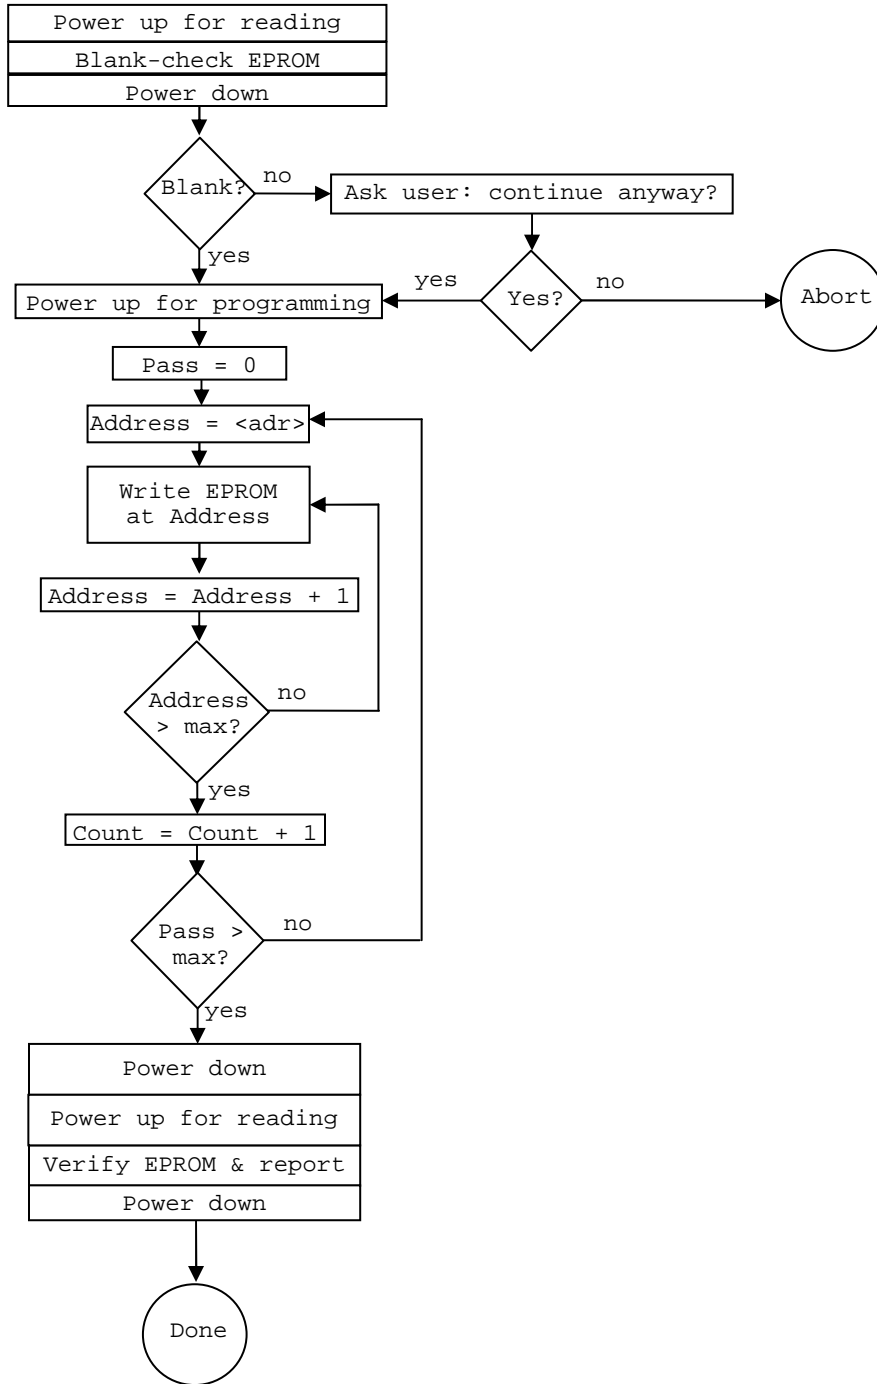 Power up for reading
Blank-check EPROM
Power down
Blank?
no
Ask user: continue anyway?
yes
Power up for programming
yes
Yes?
no
Abort
Pass = 0
Address = <adr>
Write EPROM
at Address
Address = Address + 1
Address
> max?
no
yes
Count = Count + 1
Pass >
max?
no
yes
Power down
Power up for reading
Verify EPROM & report
Power down
Done